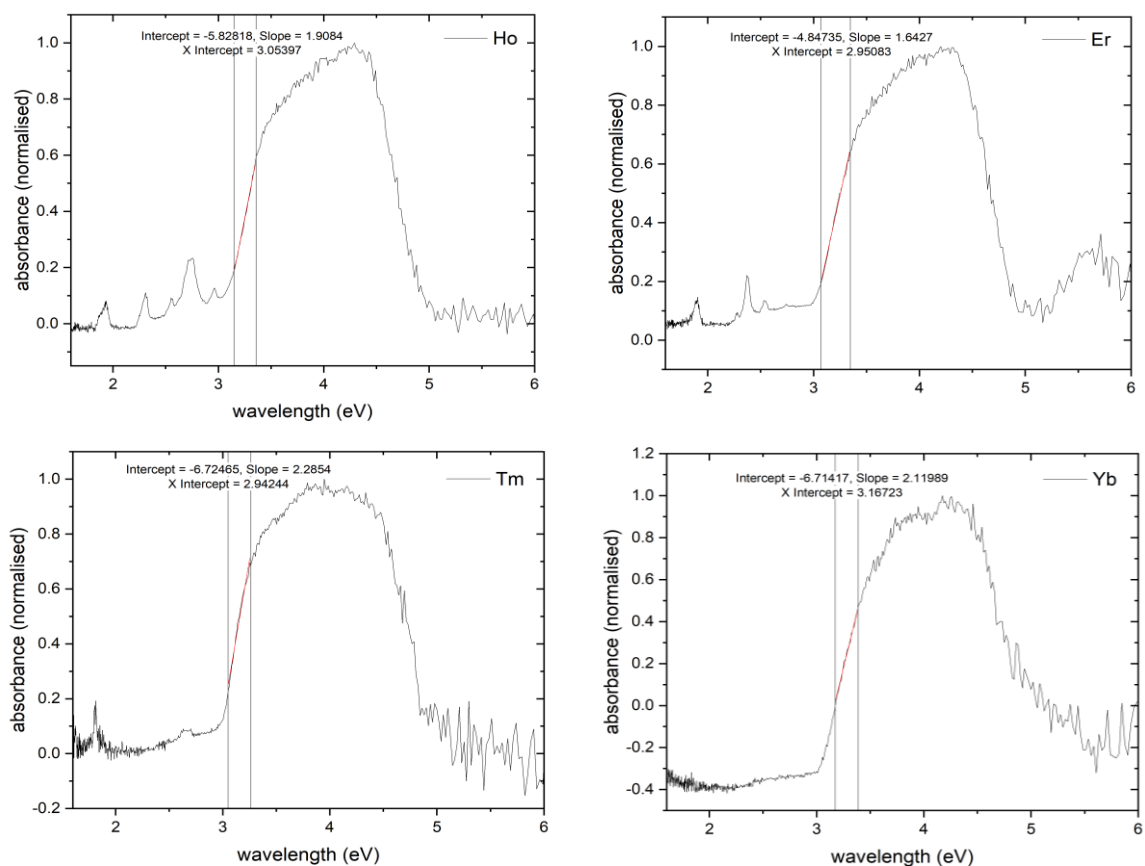 Intercept = -5.82818, Slope = 1.9084
X Intercept = 3.05397
Ho
1.0
0.8
0.6
0.4
0.2
0.0
absorbance (normalised)
2 3 4 5 6
wavelength (eV)
Intercept = -4.84735, Slope = 1.6427
X Intercept = 2.95083
Er
1.0
0.8
0.6
0.4
0.2
0.0
absorbance (normalised)
2 3 4 5 6
wavelength (eV)
Intercept = -6.72465, Slope = 2.2854
X Intercept = 2.94244
Tm
1.0
0.8
0.6
0.4
0.2
0.0
-0.2
absorbance (normalised)
2 3 4 5 6
wavelength (eV)
Intercept = -6.71417, Slope = 2.11989
X Intercept = 3.16723
Yb
1.2
1.0
0.8
0.6
0.4
0.2
0.0
-0.2
-0.4
absorbance (normalised)
2 3 4 5 6
wavelength (eV)